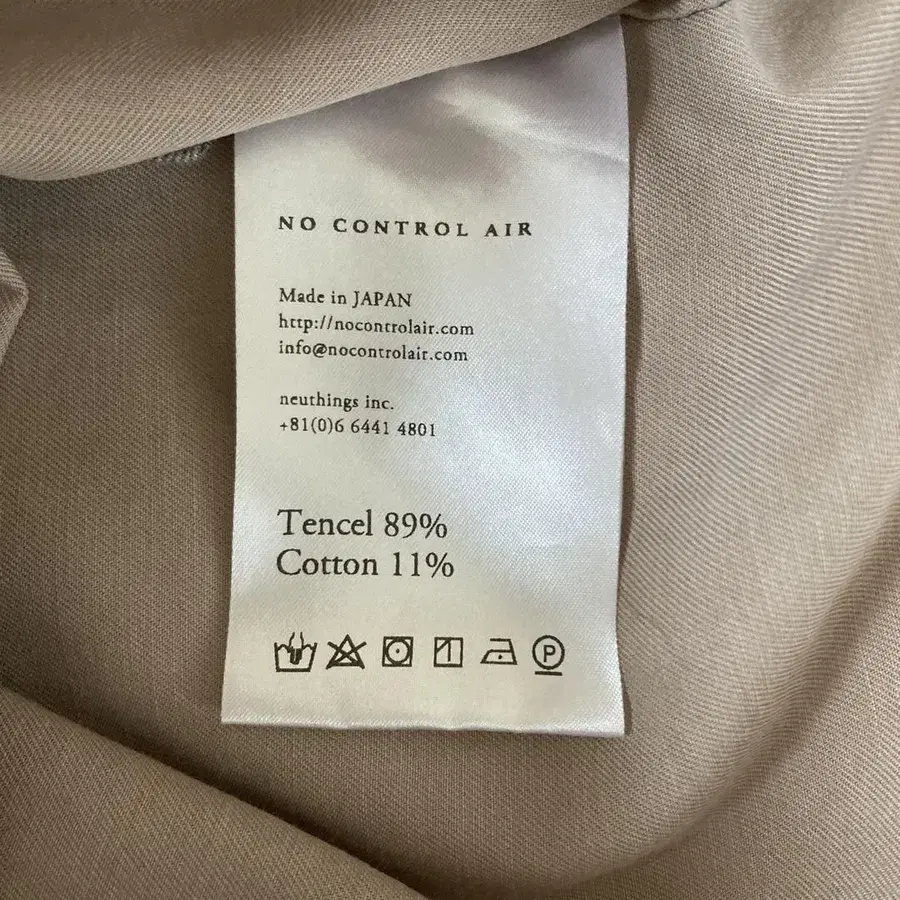 NO CONTROL AIR
Made in JAPAN
http://nocontrolair.com
info@nocontrolair.com
neuthings inc.
+81(0)6 6441 4801
Tencel 89%
Cotton 11%
P